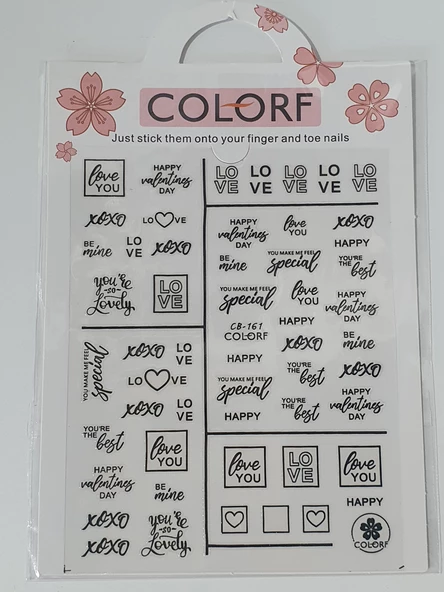 COLORF
Just stick them onto your finger and toe nails
love
YOU
HAPPY
valentines
DAY
XOXO
LO VE
BE
mine
LO
VE
XOXO
you're
so
Lovely
LO
VE
LO
VE
LO
VE
LO
VE
LO
VE
LO
VE
HAPPY
valentines
DAY
love
YOU
XOXO
HAPPY
BE
mine
YOU MAKE ME FEEL
special
YOU'RE
THE best
YOU MAKE ME FEEL
special
love
YOU
HAPPY
valentines
DAY
HAPPY
CB-161
COLORF
XOXO
BE
mine
HAPPY
YOU'RE
THE best
XOXO
YOU MAKE ME FEEL
special
HAPPY
YOU'RE
THE best
HAPPY
valentines
DAY
YOU MAKE ME FEEL
special
XOXO
LO
VE
LO VE
XOXO
LO
VE
YOU'RE
THE best
love
YOU
HAPPY
valentines
DAY
BE
mine
XOXO
XOXO
you're
so
Lovely
love
YOU
LO
VE
love
YOU
HAPPY
COLORF